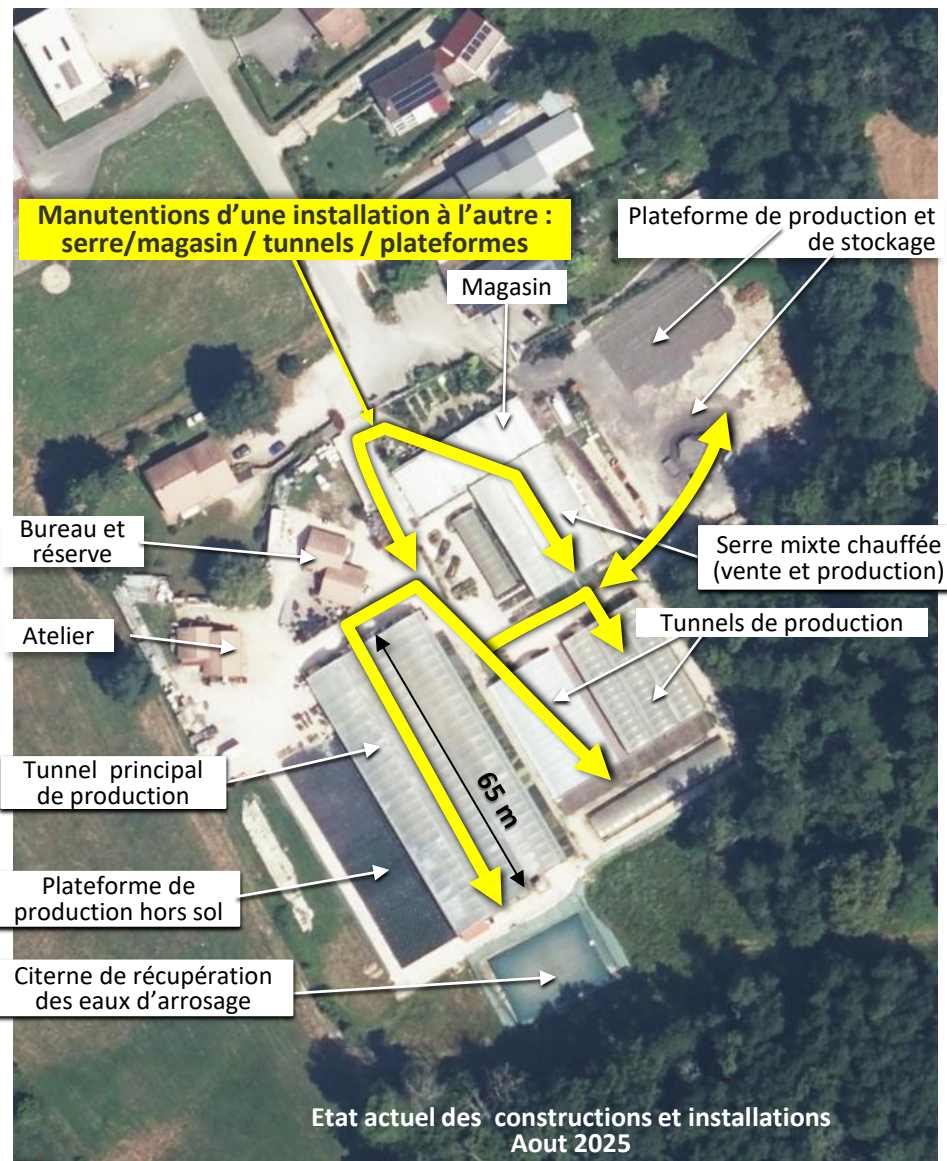 Manutentions d’une installation à l’autre :
serre/magasin / tunnels / plateformes
Plateforme de production et
de stockage
Magasin
Bureau et
réserve
Serre mixte chauffée
(vente et production)
Atelier
Tunnels de production
Tunnel principal
de production
65 m
Plateforme de
production hors sol
Citerne de récupération
des eaux d’arrosage
Etat actuel des constructions et installations
Aout 2025